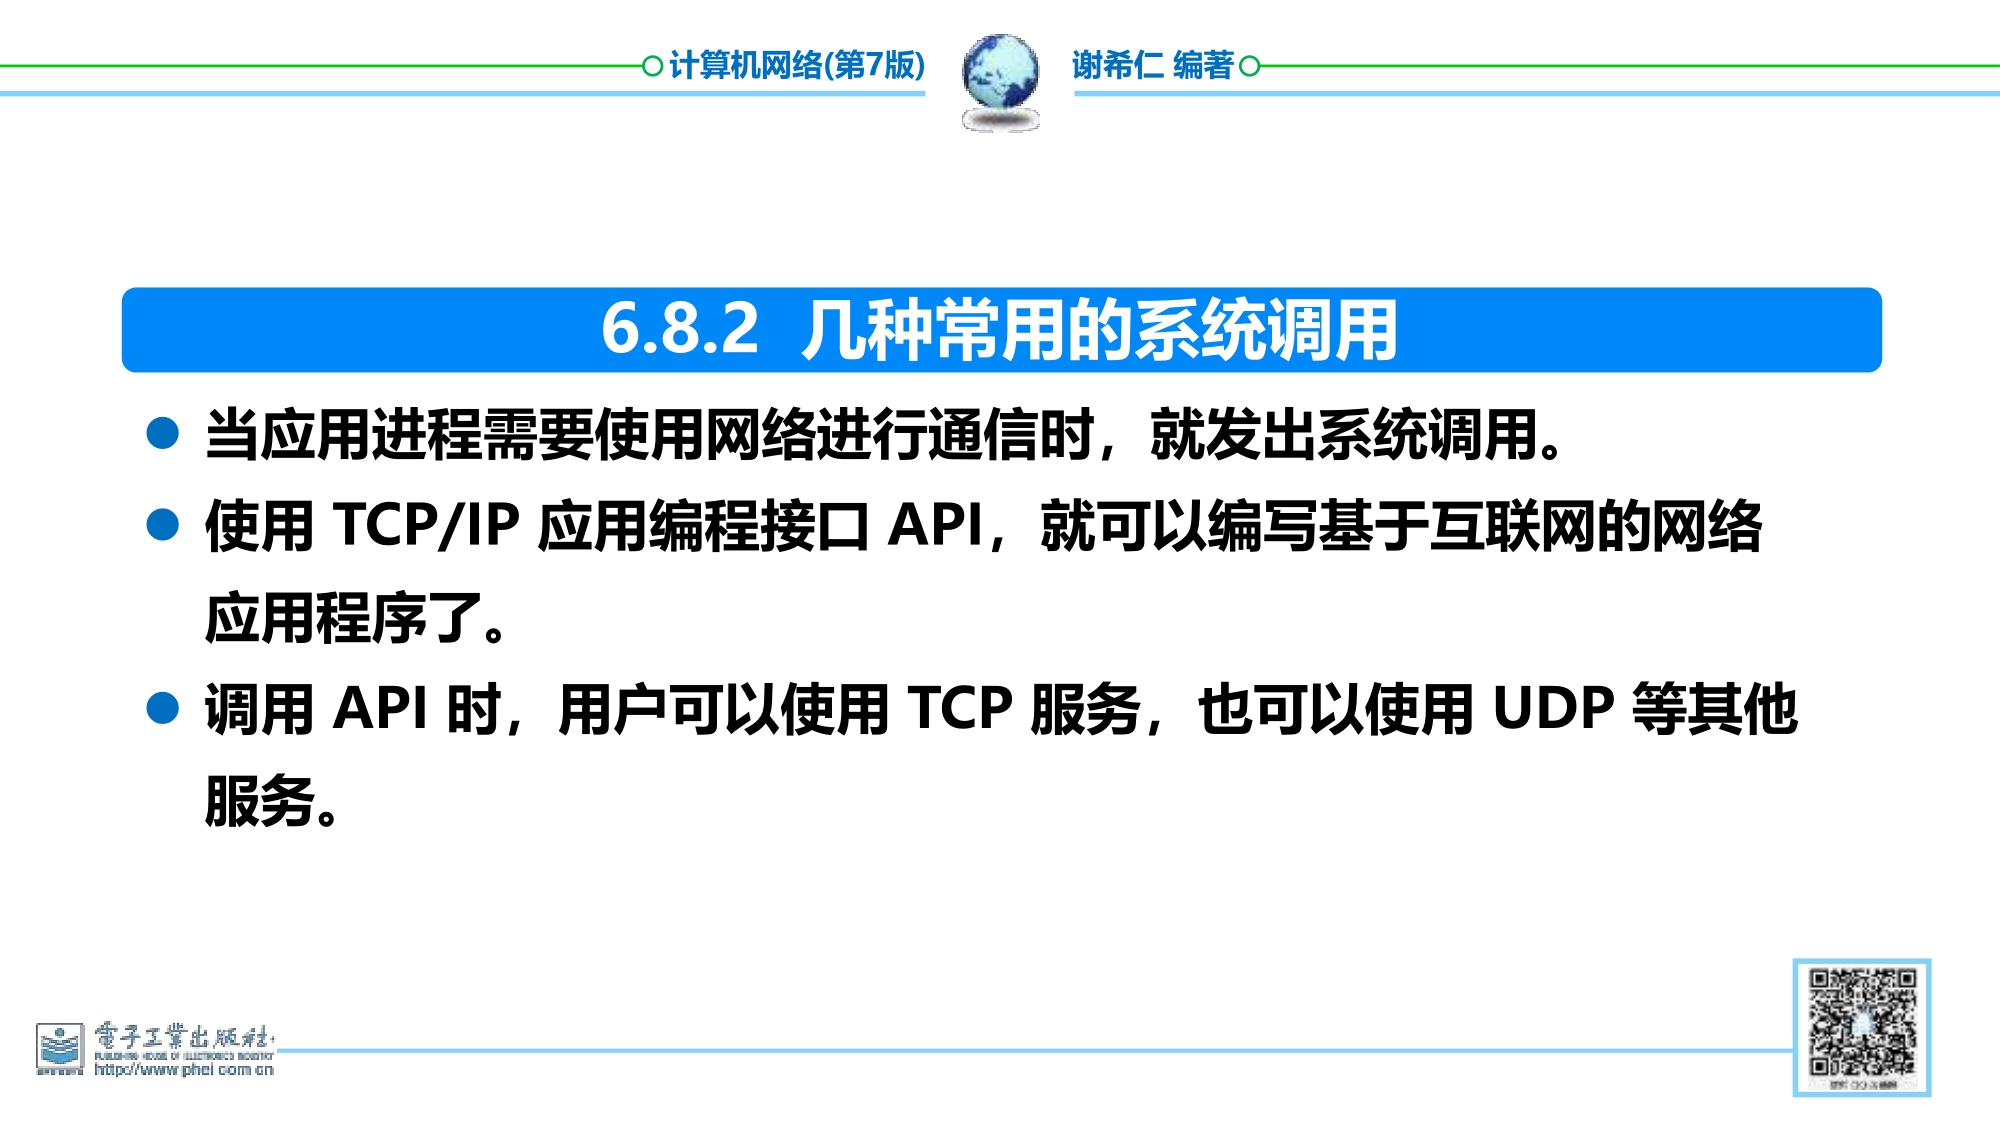 计算机网络(第7版)
谢希仁 编著
6.8.2 几种常用的系统调用
当应用进程需要使用网络进行通信时，就发出系统调用。
使用 TCP/IP 应用编程接口 API，就可以编写基于互联网的网络
应用程序了。
调用 API 时，用户可以使用 TCP 服务，也可以使用 UDP 等其他
服务。
電子工業出版社
PUBLISHING HOUSE OF ELECTRONICS INDUSTRY
http://www.phei.com.cn